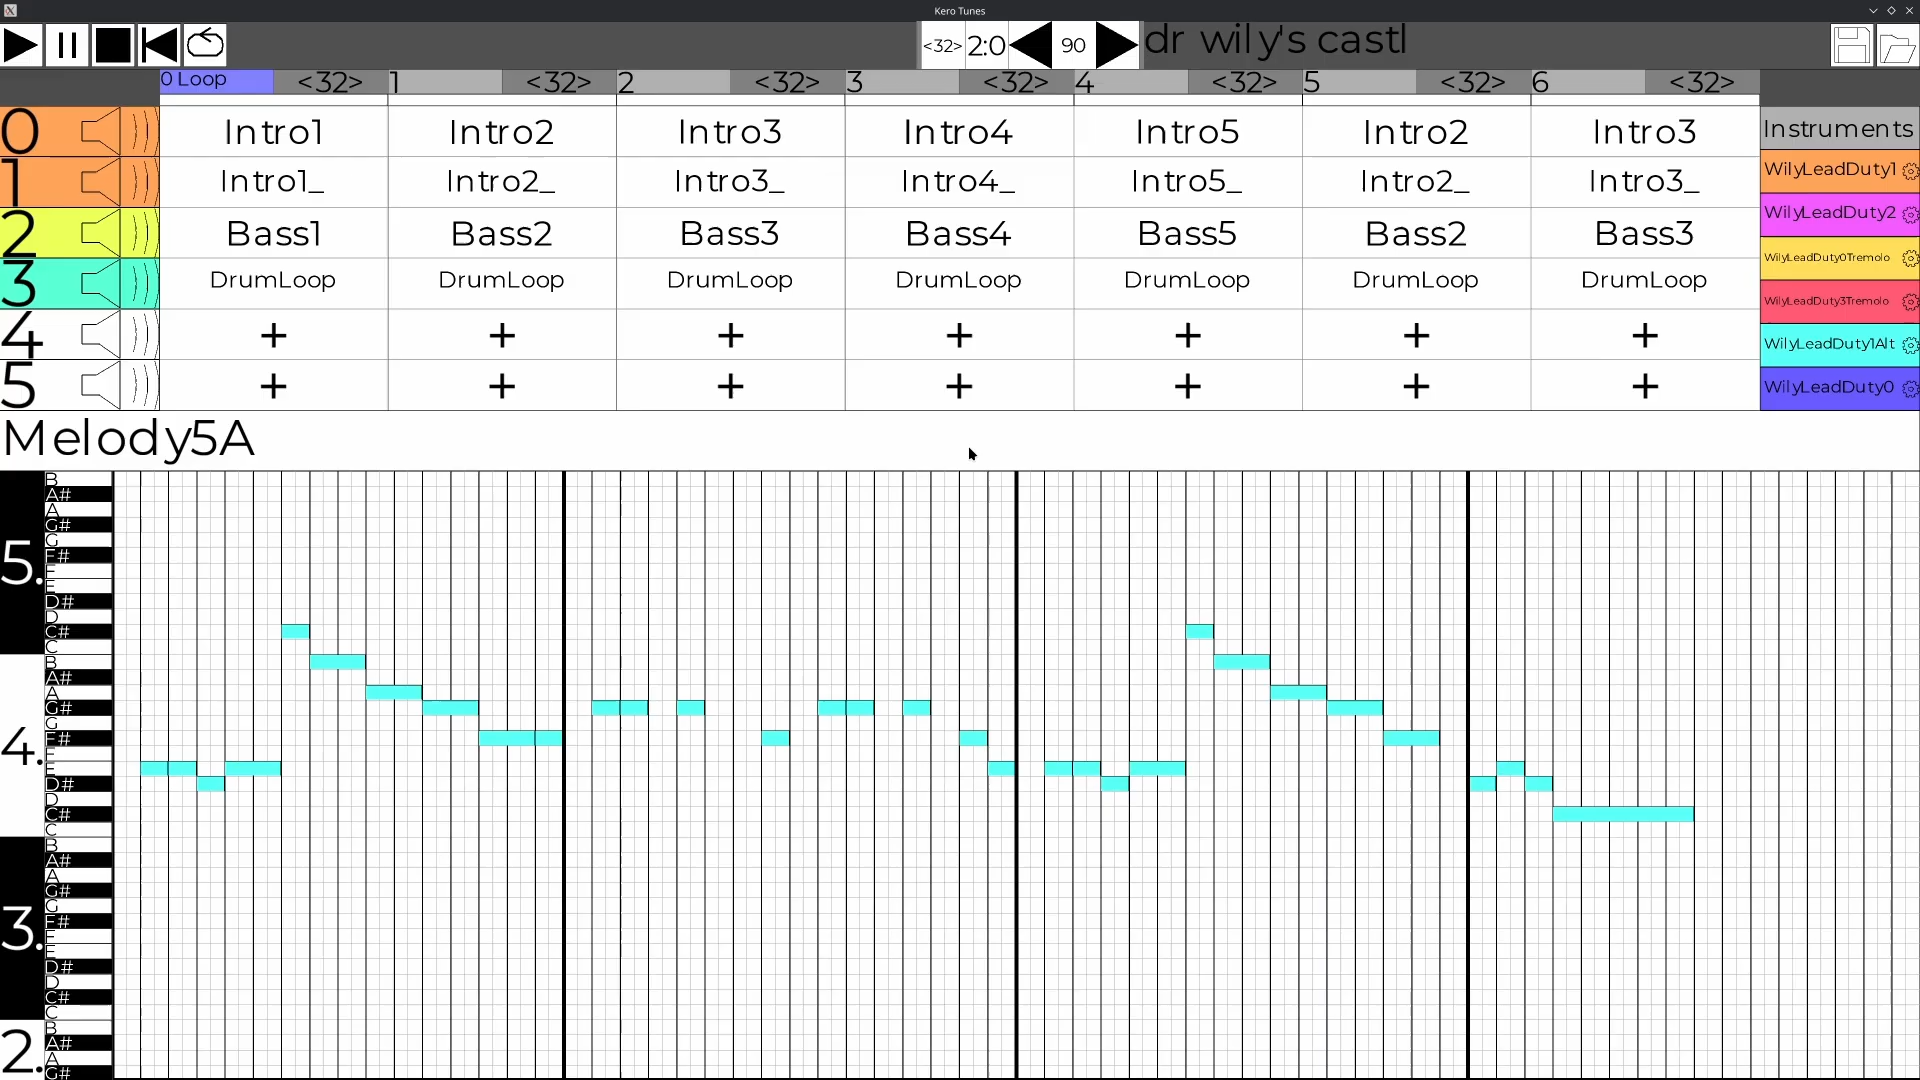 Kero Tunes
<32> 2:0 90 dr wily's castl
0 Loop <32> 1 <32> 2 <32> 3 <32> 4 <32> 5 <32> 6 <32>
0 Intro1 Intro2 Intro3 Intro4 Intro5 Intro2 Intro3 Instruments
1 Intro1_ Intro2_ Intro3_ Intro4_ Intro5_ Intro2_ Intro3_ WilyLeadDuty1
2 Bass1 Bass2 Bass3 Bass4 Bass5 Bass2 Bass3 WilyLeadDuty2
WilyLeadDuty0Tremolo
3 DrumLoop DrumLoop DrumLoop DrumLoop DrumLoop DrumLoop DrumLoop WilyLeadDuty3Tremolo
4 + + + + + + + WilyLeadDuty1Alt
5 + + + + + + + WilyLeadDuty0
Melody5A
B
A#
A
G#
G
F#
F
5. E
D#
D
C#
C
B
A#
A
G#
G
F#
4. E
D#
D
C#
C
B
A#
A
G#
G
F#
3. E
D#
D
C#
C
B
2. A#
A
G#